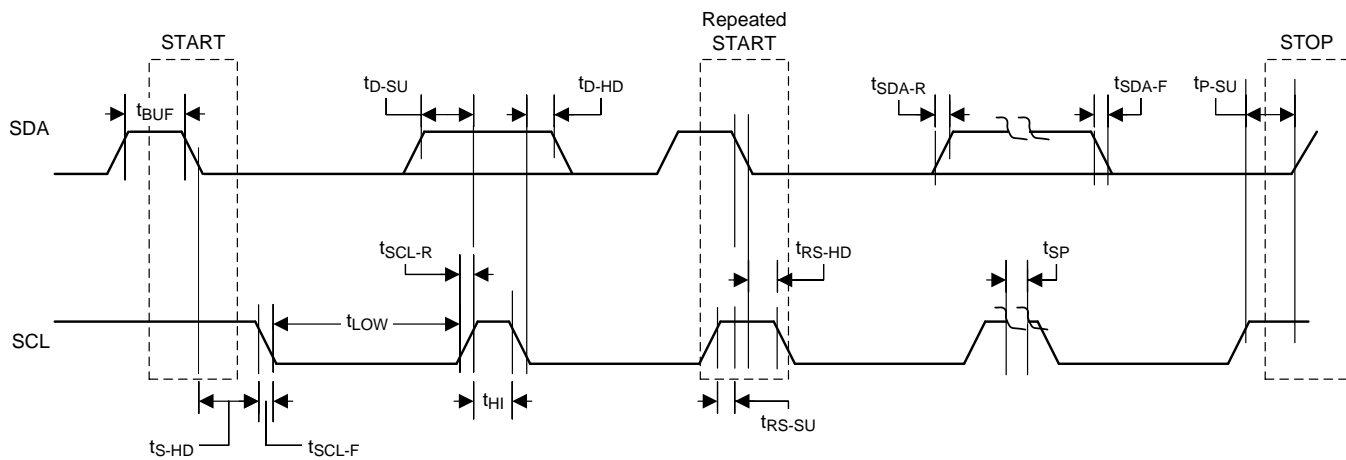 START
Repeated
START
STOP
tD-SU
tD-HD
tSDA-R
tSDA-F
tP-SU
tBUF
SDA
tSCL-R
tRS-HD
tSP
tLOW
SCL
tHI
tRS-SU
tS-HD
tSCL-F